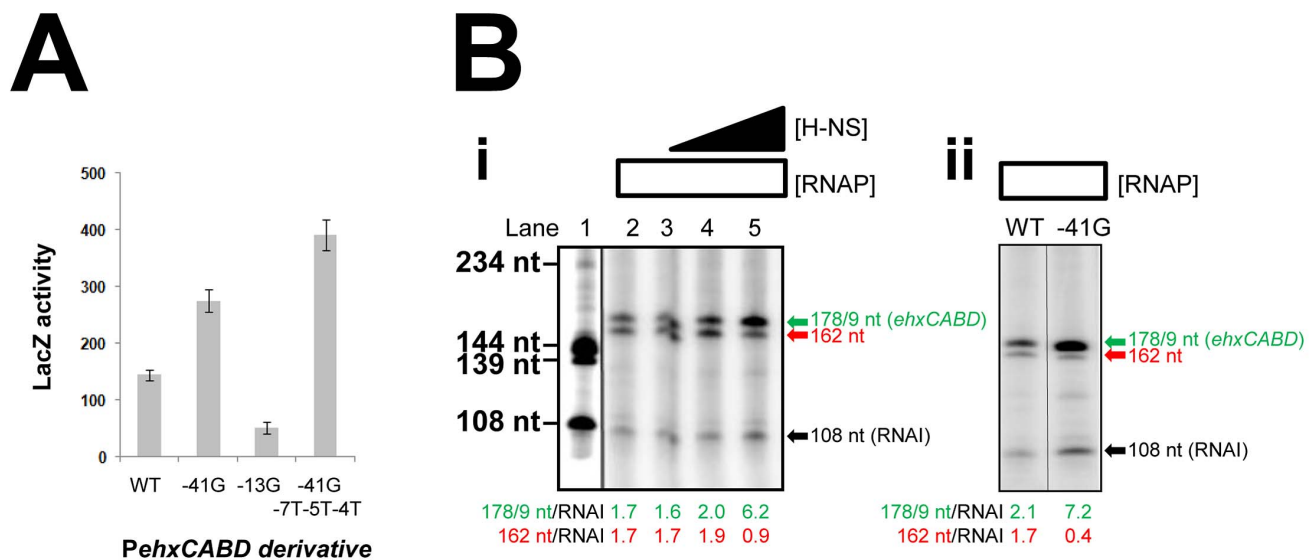 A
500
400
300
200
100
0
LacZ activity
WT -41G -13G -41G
-7T-5T-4T
PehxCABD derivative
B
i
[H-NS]
[RNAP]
Lane 1 2 3 4 5
234 nt
144 nt
139 nt
108 nt
178/9 nt (ehxCABD)
162 nt
108 nt (RNAI)
178/9 nt/RNAI 1.7 1.6 2.0 6.2
162 nt/RNAI 1.7 1.7 1.9 0.9
ii
[RNAP]
WT -41G
178/9 nt (ehxCABD)
162 nt
108 nt (RNAI)
178/9 nt/RNAI 2.1 7.2
162 nt/RNAI 1.7 0.4